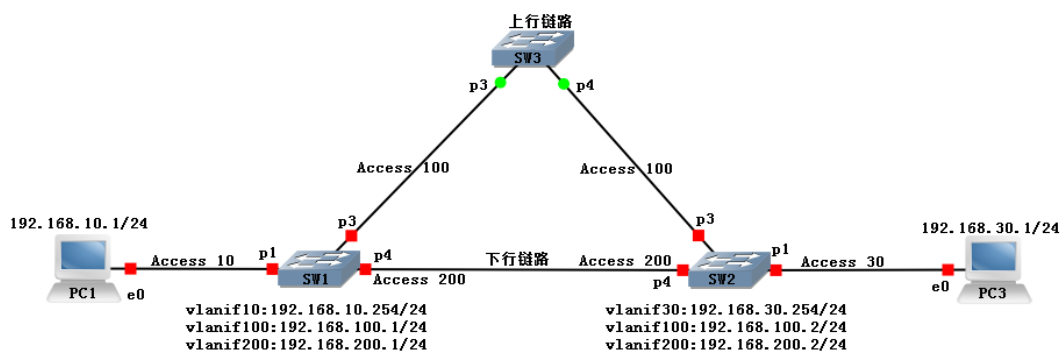 上行链路
SW3
p3
p4
Access 100
Access 100
192.168.10.1/24
192.168.30.1/24
p3
p3
p1
Access 10
p4
下行链路
Access 200
p1
Access 30
PC1
e0
SW1
Access 200
p4
SW2
e0
PC3
vlanif10:192.168.10.254/24
vlanif100:192.168.100.1/24
vlanif200:192.168.200.1/24
vlanif30:192.168.30.254/24
vlanif100:192.168.100.2/24
vlanif200:192.168.200.2/24